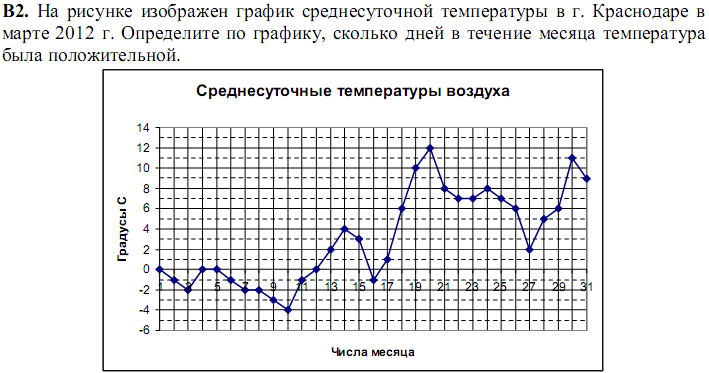 В2. На рисунке изображен график среднесуточной температуры в г. Краснодаре в
марте 2012 г. Определите по графику, сколько дней в течение месяца температура
была положительной.
Среднесуточные температуры воздуха
Градусы С
14
12
10
8
6
4
2
0
-2
-4
-6
1 3 5 7 9 11 13 15 17 19 21 23 25 27 29 31
Числа месяца